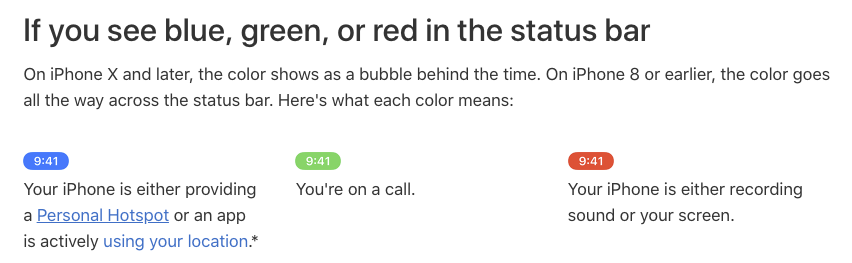 If you see blue, green, or red in the status bar
On iPhone X and later, the color shows as a bubble behind the time. On iPhone 8 or earlier, the color goes
all the way across the status bar. Here's what each color means:
9:41
Your iPhone is either providing
a Personal Hotspot or an app
is actively using your location.*
9:41
You're on a call.
9:41
Your iPhone is either recording
sound or your screen.